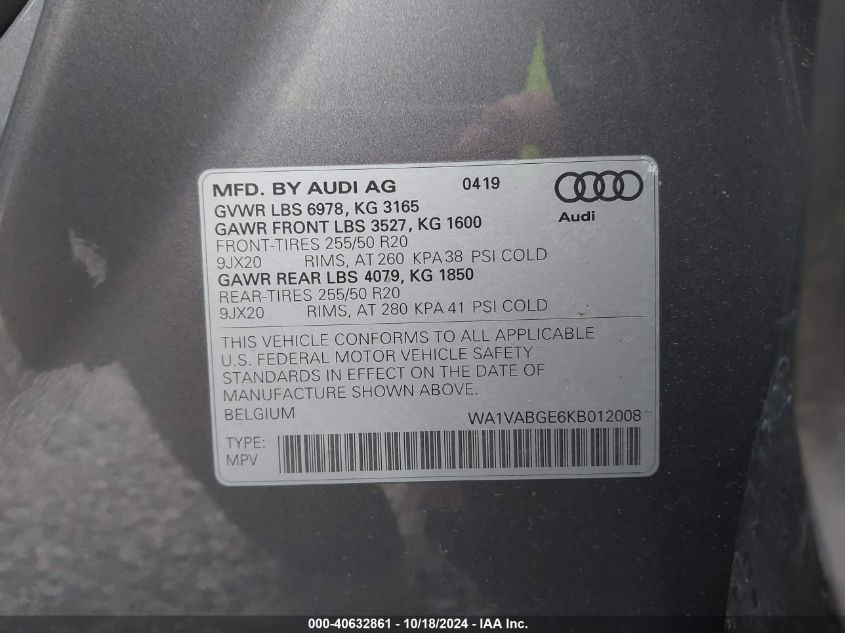 MFD. BY AUDI AG 0419
Audi
GVWR LBS 6978, KG 3165
GAWR FRONT LBS 3527, KG 1600
FRONT-TIRES 255/50 R20
9JX20 RIMS, AT 260 KPA 38 PSI COLD
GAWR REAR LBS 4079, KG 1850
REAR-TIRES 255/50 R20
9JX20 RIMS, AT 280 KPA 41 PSI COLD
THIS VEHICLE CONFORMS TO ALL APPLICABLE
U.S. FEDERAL MOTOR VEHICLE SAFETY
STANDARDS IN EFFECT ON THE DATE OF
MANUFACTURE SHOWN ABOVE.
BELGIUM WA1VABGE6KB012008
TYPE:
MPV
000-40632861 - 10/18/2024 - IAA Inc.